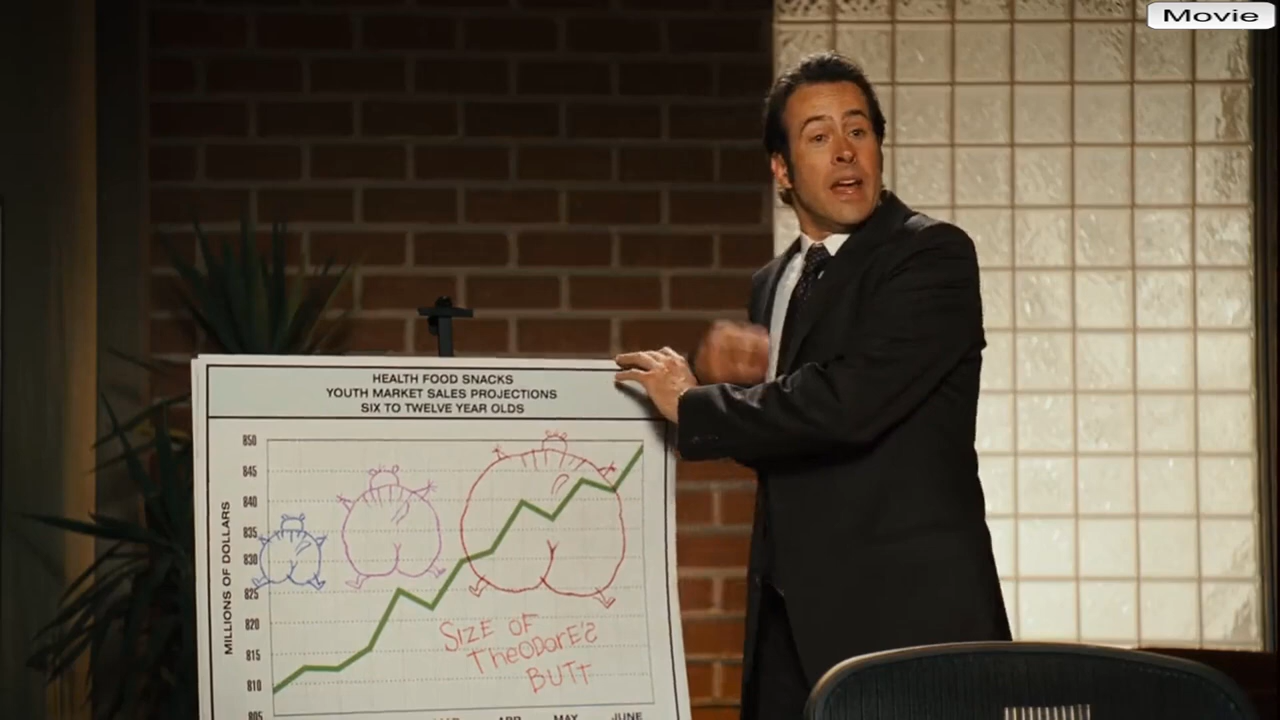 Movie
HEALTH FOOD SNACKS
YOUTH MARKET SALES PROJECTIONS
SIX TO TWELVE YEAR OLDS
MILLIONS OF DOLLARS
850
845
840
835
830
825
820
815
810
805
SIZE OF
THEODORE'S
BUTT
APR MAY JUNE